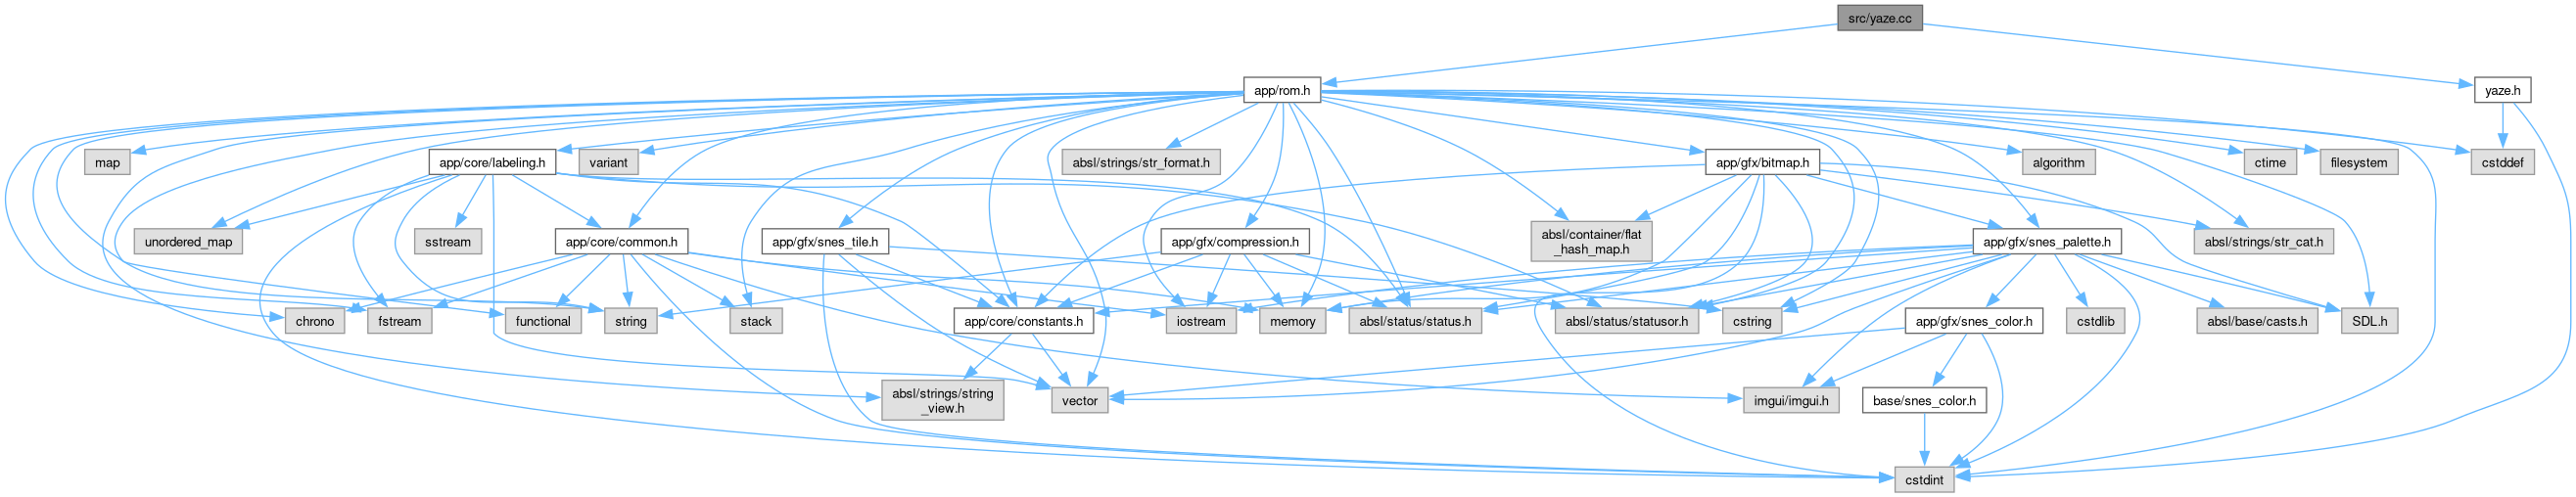 src/yaze.cc
app/rom.h
yaze.h
map
app/core/labeling.h
variant
absl/strings/str_format.h
app/gfx/bitmap.h
algorithm
ctime
filesystem
cstddef
unordered_map
sstream
app/core/common.h
app/gfx/snes_tile.h
app/gfx/compression.h
absl/container/flat
_hash_map.h
app/gfx/snes_palette.h
absl/strings/str_cat.h
chrono
fstream
functional
string
stack
app/core/constants.h
iostream
memory
absl/status/status.h
absl/status/statusor.h
cstring
app/gfx/snes_color.h
cstdlib
absl/base/casts.h
SDL.h
absl/strings/string
_view.h
vector
imgui/imgui.h
base/snes_color.h
cstdint